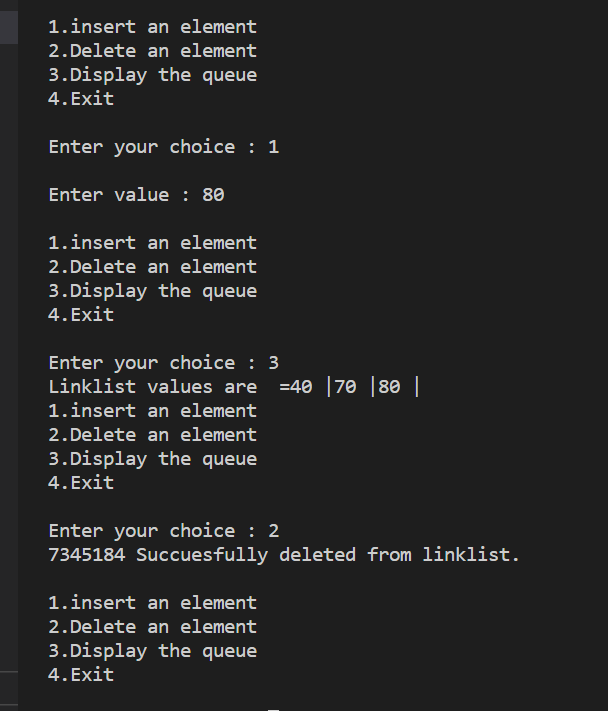 1.insert an element
2.Delete an element
3.Display the queue
4.Exit
Enter your choice : 1
Enter value : 80
1.insert an element
2.Delete an element
3.Display the queue
4.Exit
Enter your choice : 3
Linklist values are  =40 |70 |80 |
1.insert an element
2.Delete an element
3.Display the queue
4.Exit
Enter your choice : 2
7345184 Succuesfully deleted from linklist.
1.insert an element
2.Delete an element
3.Display the queue
4.Exit